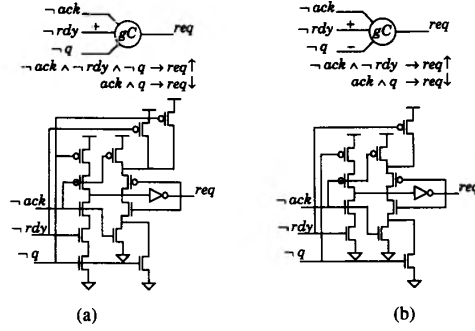 ¬ ack
¬ rdy + gC req
¬ q
¬ ack ∧ ¬ rdy ∧ ¬ q → req↑
ack ∧ q → req↓
¬ ack
¬ rdy
¬ q
req
(a)
¬ ack
¬ rdy + gC req
¬ q −
¬ ack ∧ ¬ rdy → req↑
ack ∧ q → req↓
¬ ack
¬ rdy
¬ q
req
(b)